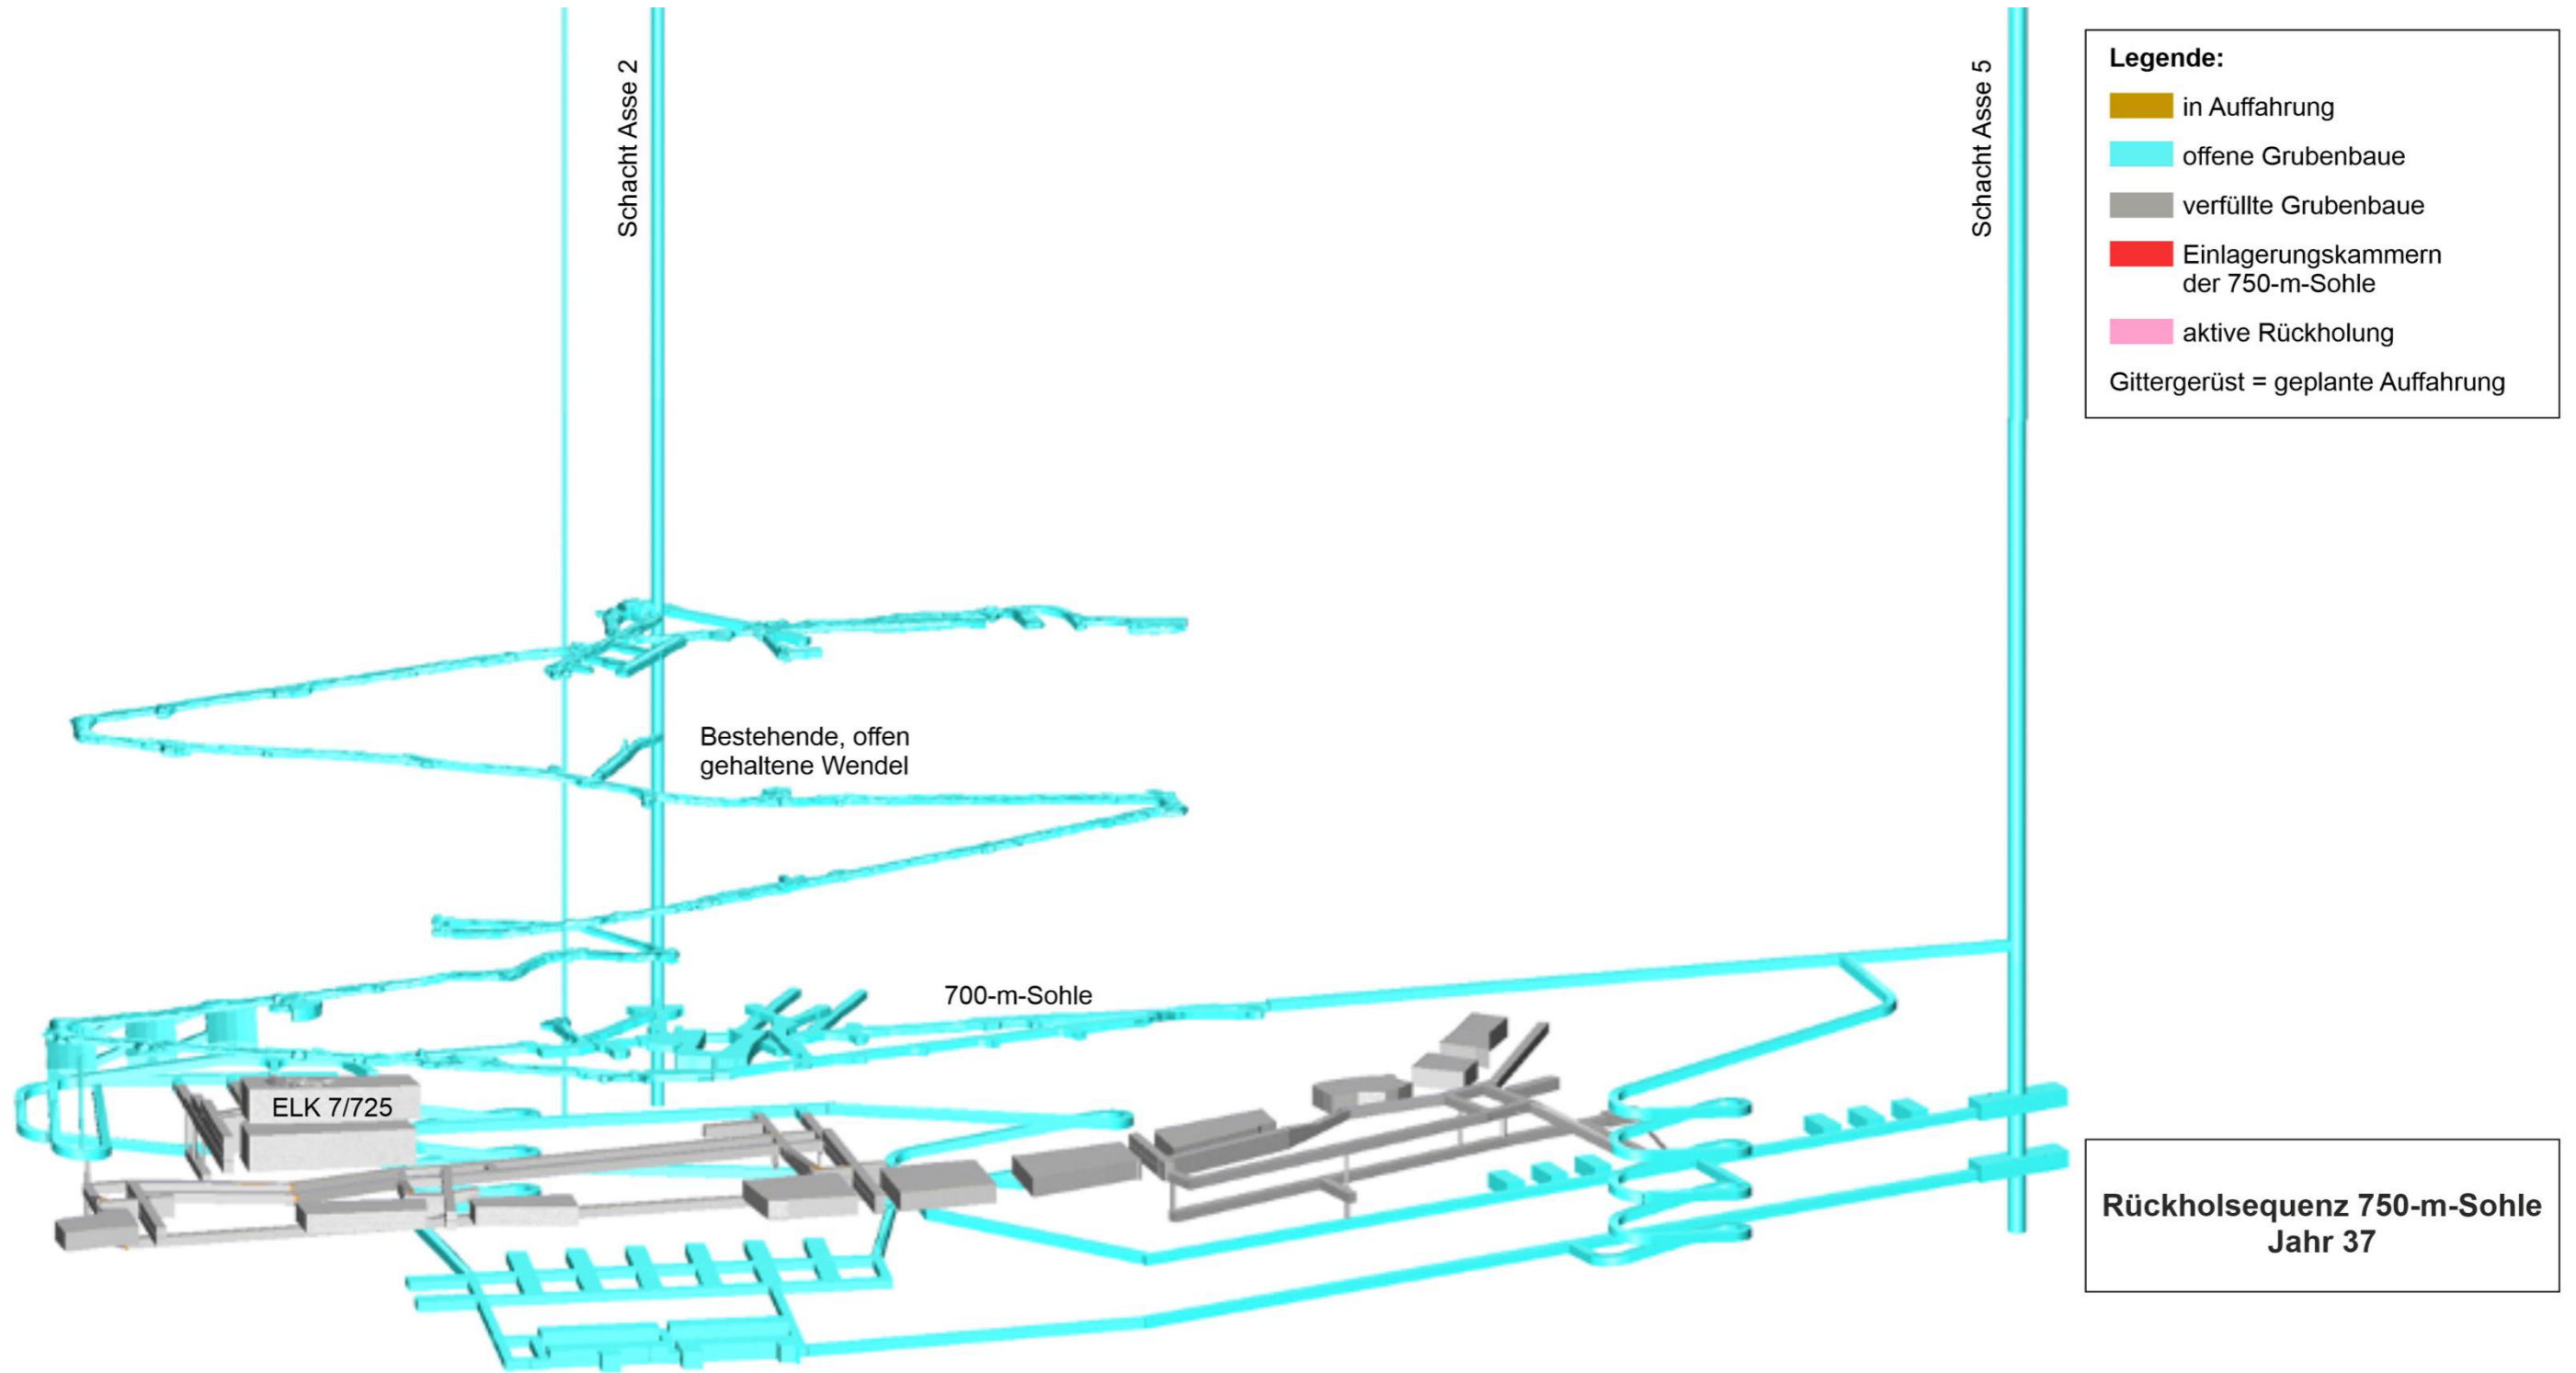 Schacht Asse 2
Schacht Asse 5
Legende:
in Auffahrung
offene Grubenbaue
verfüllte Grubenbaue
Einlagerungskammern
der 750-m-Sohle
aktive Rückholung
Gittergerüst = geplante Auffahrung
Bestehende, offen
gehaltene Wendel
700-m-Sohle
ELK 7/725
Rückholsequenz 750-m-Sohle
Jahr 37